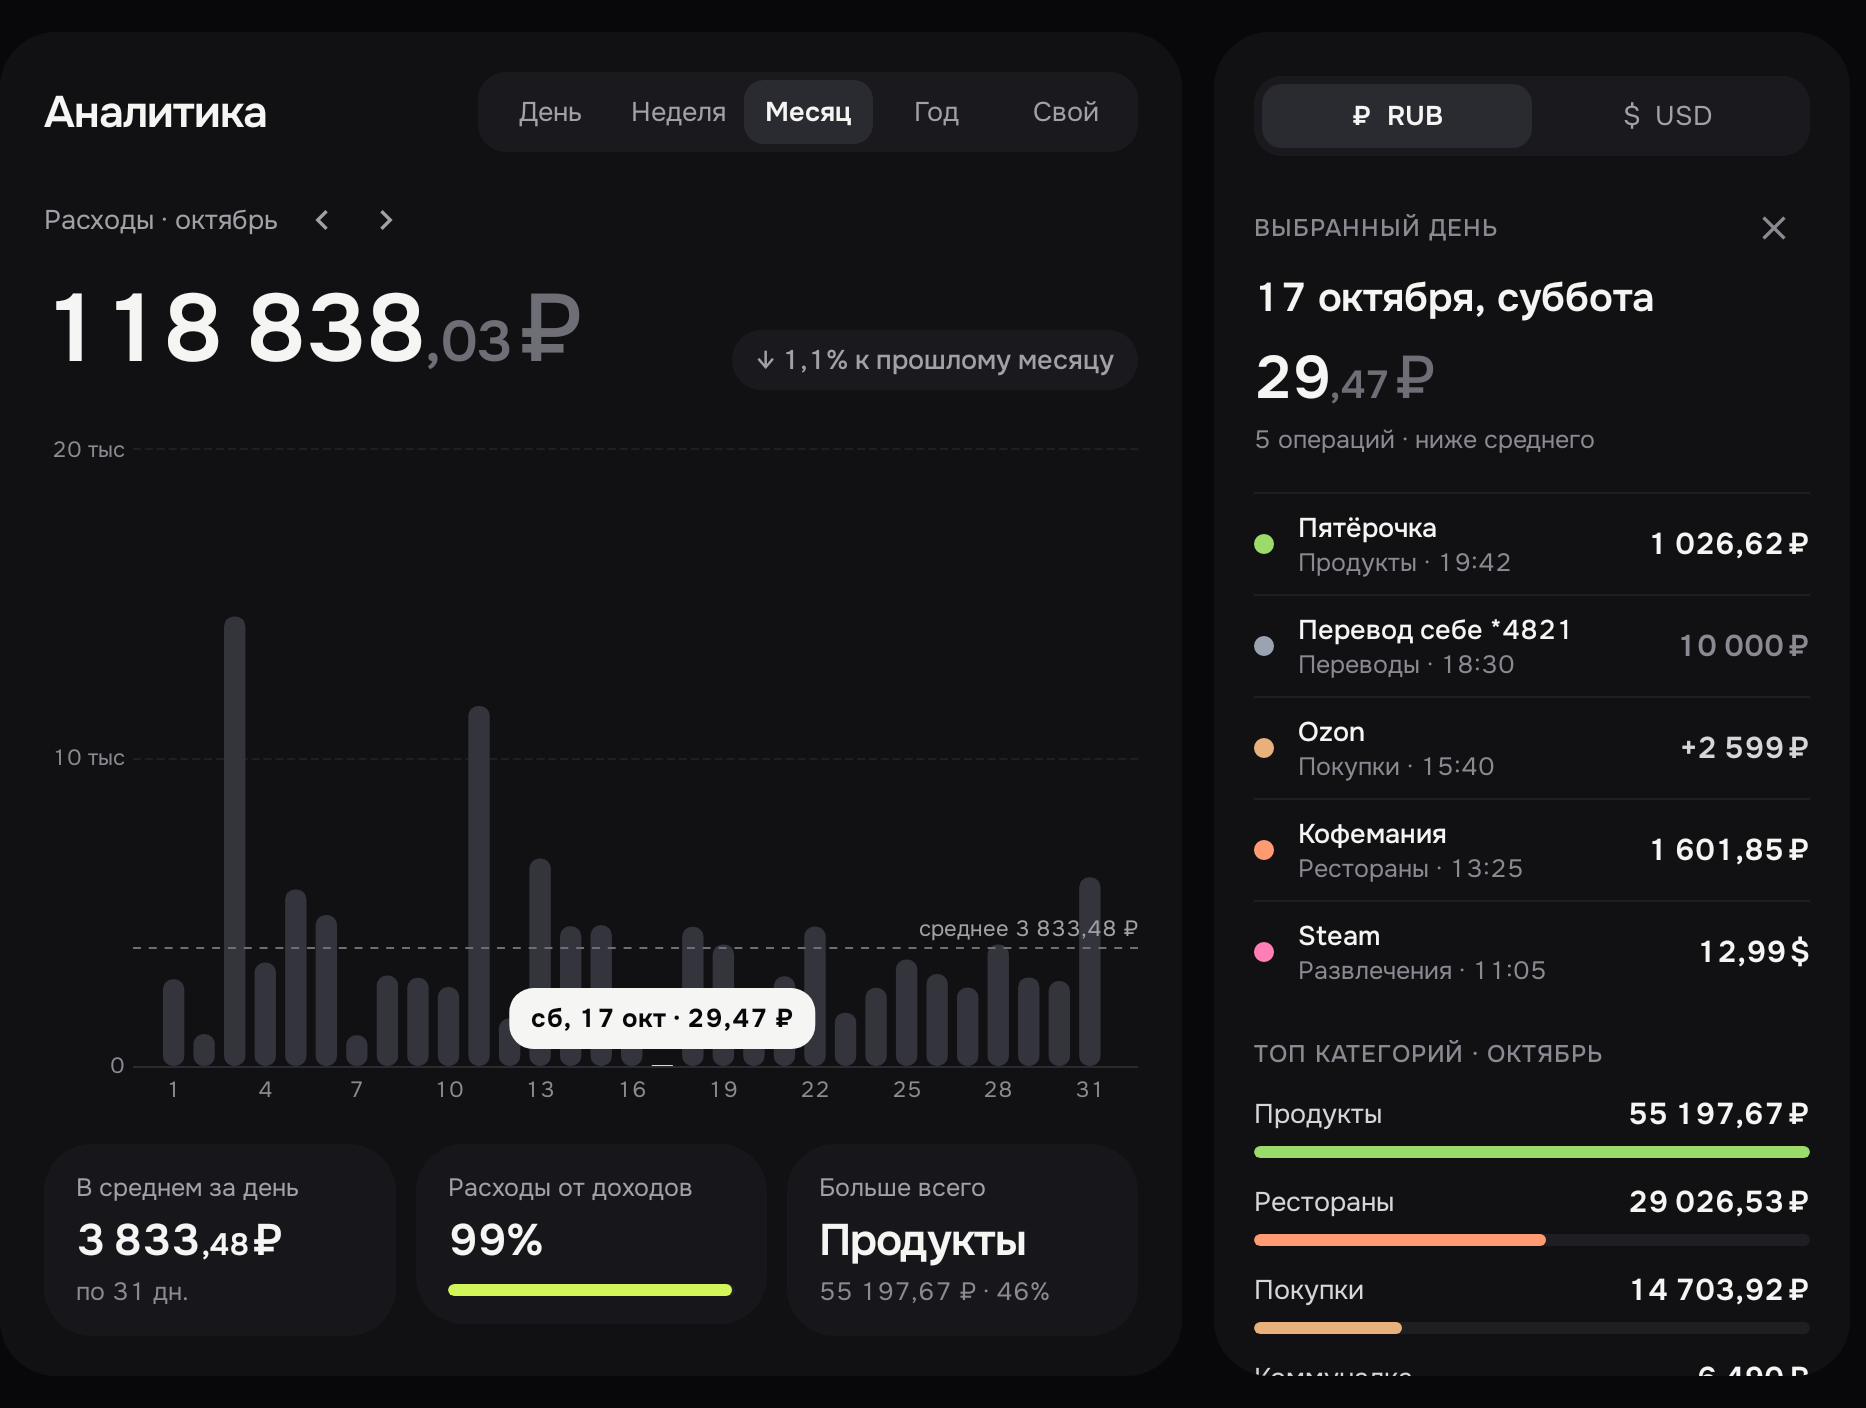 Аналитика
День Неделя Месяц Год Свой
Расходы · октябрь
118 838,03 ₽
↓ 1,1% к прошлому месяцу
20 тыс
10 тыс
среднее 3 833,48 ₽
сб, 17 окт · 29,47 ₽
0
1 4 7 10 13 16 19 22 25 28 31
В среднем за день
3 833,48 ₽
по 31 дн.
Расходы от доходов
99%
Больше всего
Продукты
55 197,67 ₽ · 46%
₽ RUB
$ USD
ВЫБРАННЫЙ ДЕНЬ
17 октября, суббота
29,47 ₽
5 операций · ниже среднего
Пятёрочка
Продукты · 19:42
1 026,62 ₽
Перевод себе *4821
Переводы · 18:30
10 000 ₽
Ozon
Покупки · 15:40
+2 599 ₽
Кофемания
Рестораны · 13:25
1 601,85 ₽
Steam
Развлечения · 11:05
12,99 $
ТОП КАТЕГОРИЙ · ОКТЯБРЬ
Продукты
55 197,67 ₽
Рестораны
29 026,53 ₽
Покупки
14 703,92 ₽